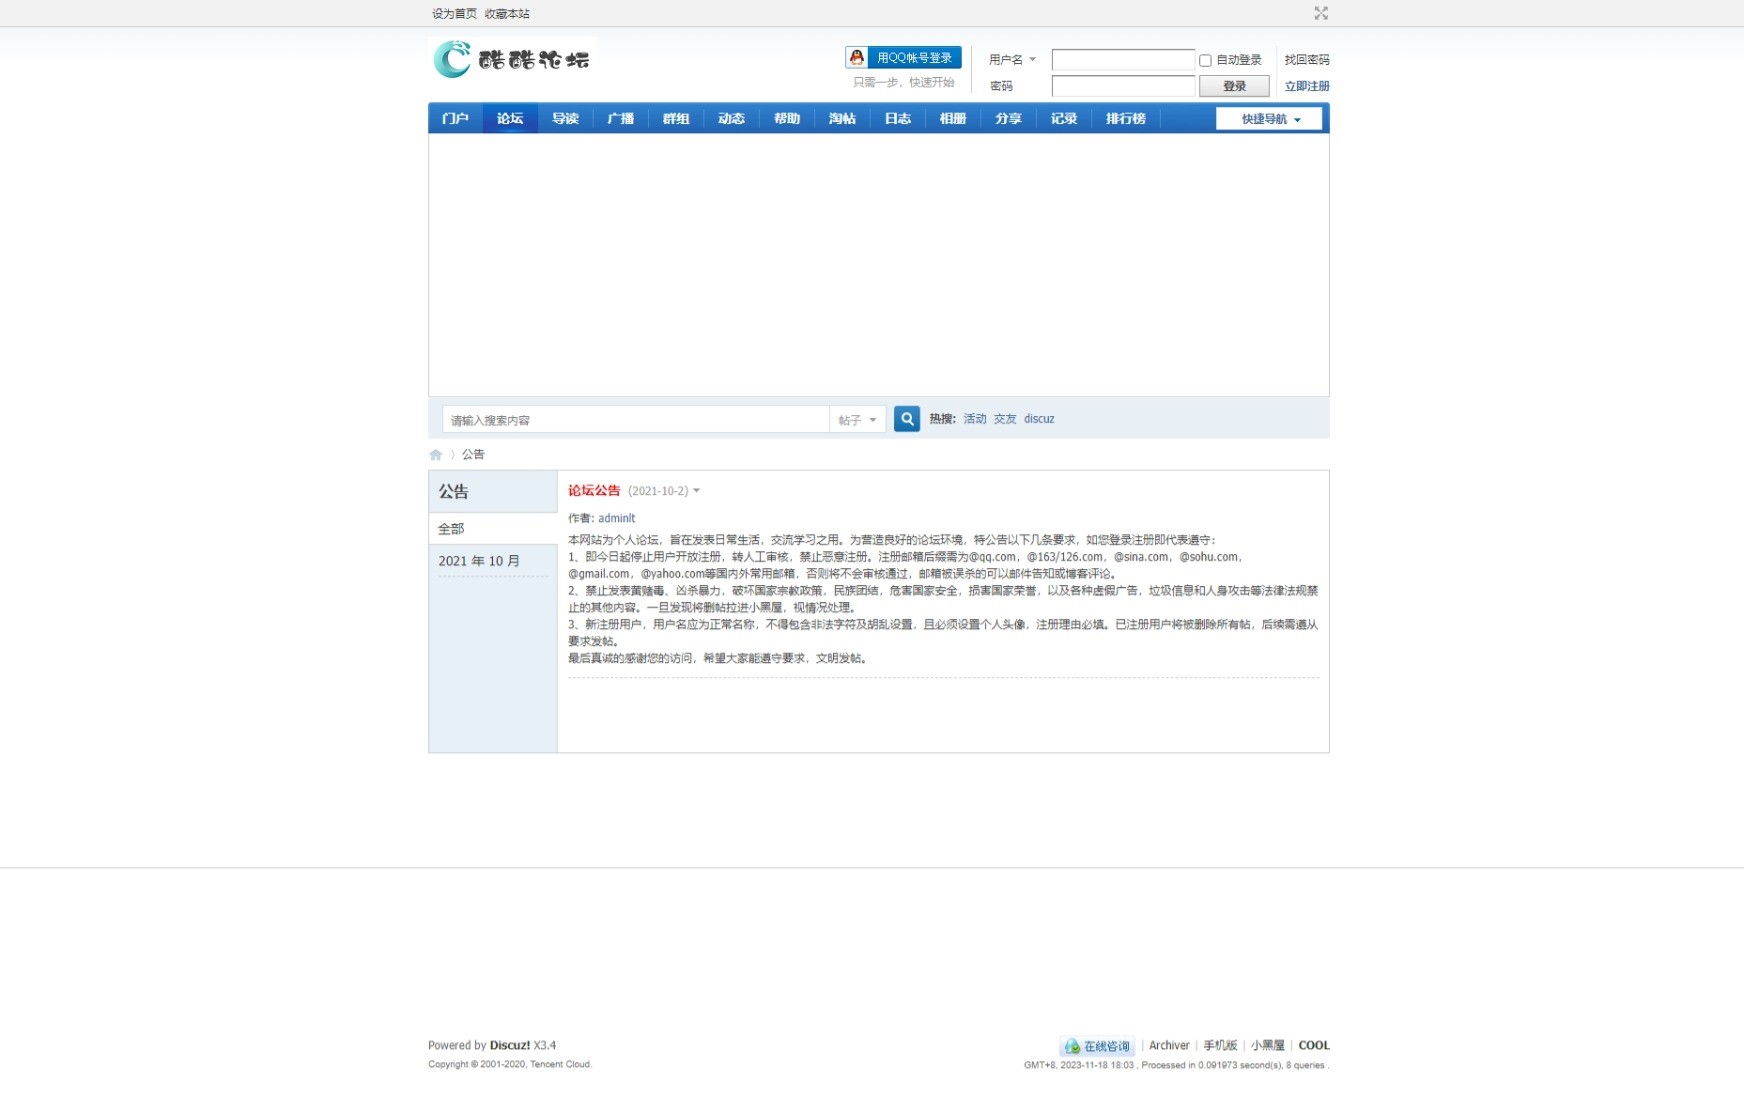 设为首页 收藏本站
酷酷论坛
用QQ帐号登录
只需一步，快速开始
用户名
自动登录 找回密码
密码
登录
立即注册
门户 论坛 导读 广播 群组 动态 帮助 淘帖 日志 相册 分享 记录 排行榜 快捷导航
请输入搜索内容 帖子 热搜: 活动 交友 discuz
〉 公告
公告
全部
2021 年 10 月
论坛公告 (2021-10-2)
作者: adminlt
本网站为个人论坛，旨在发表日常生活，交流学习之用。为营造良好的论坛环境，特公告以下几条要求，如您登录注册即代表遵守：
1、即今日起停止用户开放注册，转人工审核，禁止恶意注册。注册邮箱后缀需为@qq.com，@163/126.com，@sina.com，@sohu.com，
@gmail.com，@yahoo.com等国内外常用邮箱，否则将不会审核通过，邮箱被误杀的可以邮件告知或博客评论。
2、禁止发表黄赌毒、凶杀暴力，破坏国家宗教政策，民族团结，危害国家安全，损害国家荣誉，以及各种虚假广告，垃圾信息和人身攻击等法律法规禁
止的其他内容。一旦发现将删帖拉进小黑屋，视情况处理。
3、新注册用户，用户名应为正常名称，不得包含非法字符及胡乱设置，且必须设置个人头像，注册理由必填。已注册用户将被删除所有帖，后续需遵从
要求发帖。
最后真诚的感谢您的访问，希望大家能遵守要求，文明发帖。
Powered by Discuz! X3.4
Copyright © 2001-2020, Tencent Cloud.
在线咨询 | Archiver | 手机版 | 小黑屋 | COOL
GMT+8, 2023-11-18 18:03 , Processed in 0.091973 second(s), 8 queries .